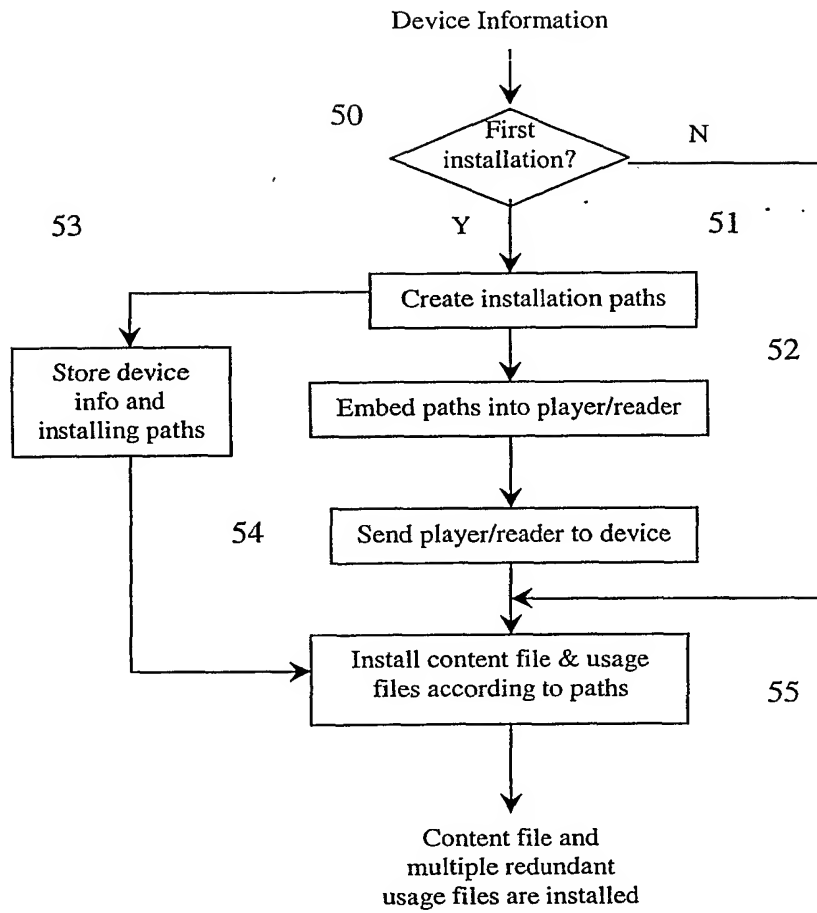 Device Information
50
First
installation?
N
Y
51
53
Create installation paths
52
Store device
info and
installing paths
Embed paths into player/reader
54
Send player/reader to device
Install content file & usage
files according to paths
55
Content file and
multiple redundant
usage files are installed